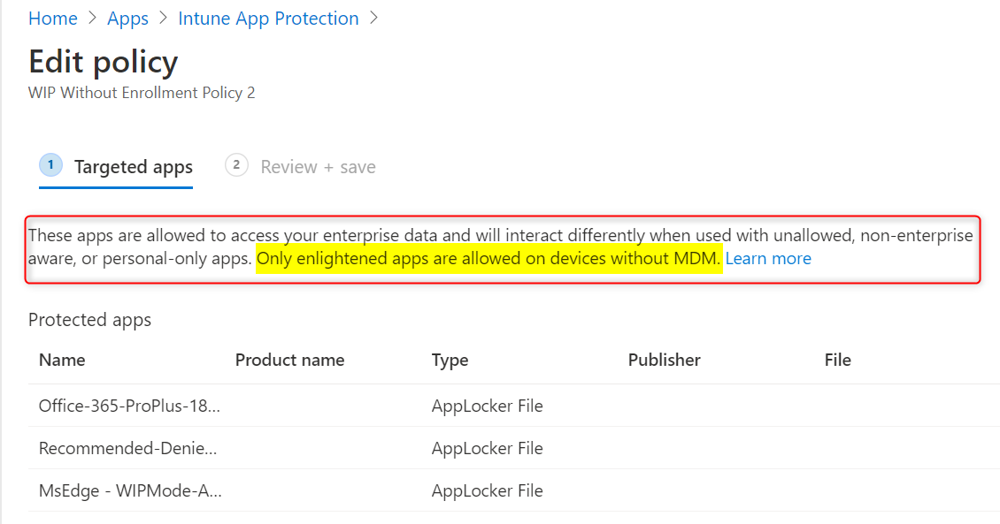 Home > Apps > Intune App Protection >
Edit policy
WIP Without Enrollment Policy 2
1 Targeted apps 2 Review + save
These apps are allowed to access your enterprise data and will interact differently when used with unallowed, non-enterprise
aware, or personal-only apps. Only enlightened apps are allowed on devices without MDM. Learn more
Protected apps
Name Product name Type Publisher File
Office-365-ProPlus-18... AppLocker File
Recommended-Denie... AppLocker File
MsEdge - WIPMode-A... AppLocker File